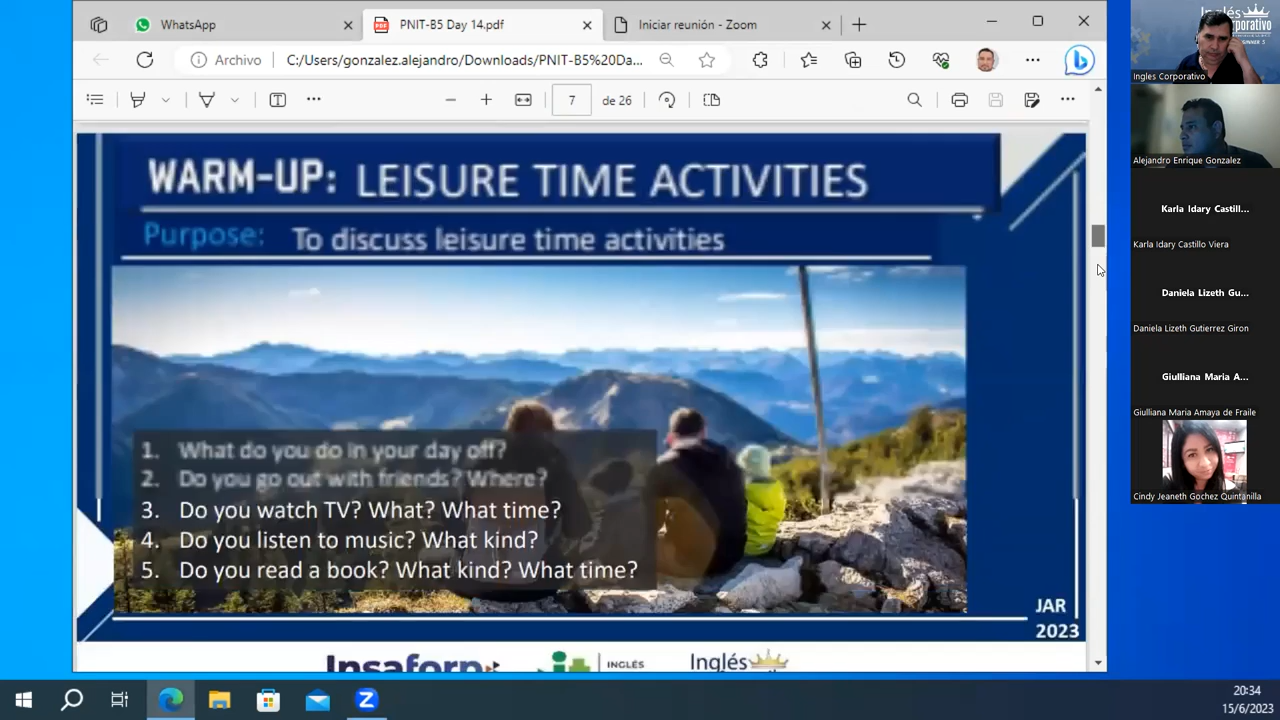 WhatsApp
PNIT-B5 Day 14.pdf
Iniciar reunión - Zoom
Archivo
C:/Users/gonzalez.alejandro/Downloads/PNIT-B5%20Da...
7
de 26
WARM-UP: LEISURE TIME ACTIVITIES
Purpose: To discuss leisure time activities
1. What do you do in your day off?
2. Do you go out with friends? Where?
3. Do you watch TV? What? What time?
4. Do you listen to music? What kind?
5. Do you read a book? What kind? What time?
JAR
2023
Insaforp
INGLÉS
Inglés
Inglés
Corporativo
Ingles Corporativo
Alejandro Enrique Gonzalez
Karla Idary Castill...
Karla Idary Castillo Viera
Daniela Lizeth Gu...
Daniela Lizeth Gutierrez Giron
Giulliana Maria A...
Giulliana Maria Amaya de Fraile
Cindy Jeaneth Gochez Quintanilla
20:34
15/6/2023